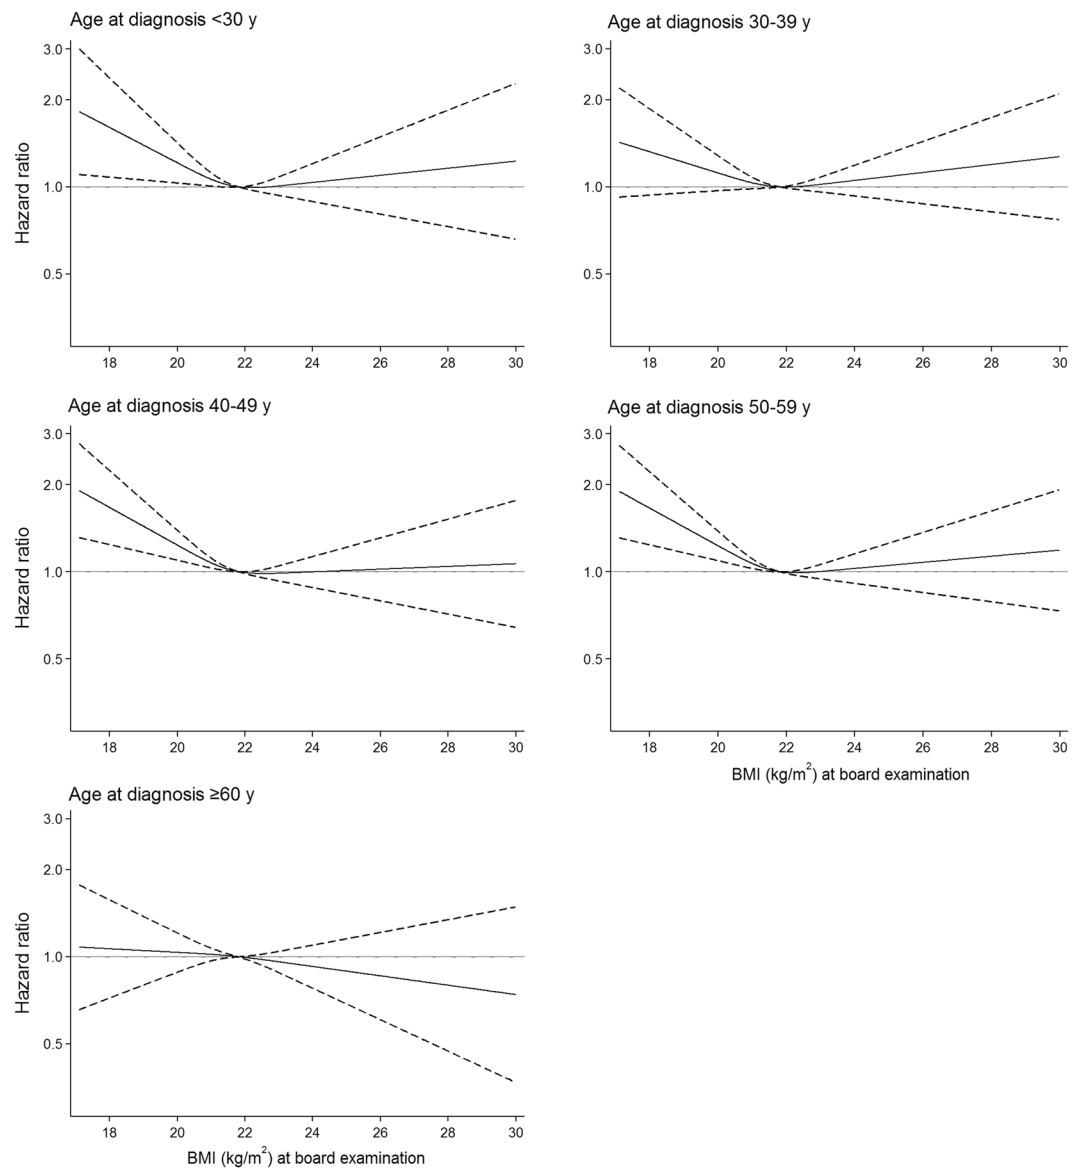 Age at diagnosis <30 y
Hazard ratio
3.0
2.0
1.0
0.5
18 20 22 24 26 28 30
Age at diagnosis 30-39 y
3.0
2.0
1.0
0.5
18 20 22 24 26 28 30
Age at diagnosis 40-49 y
Hazard ratio
3.0
2.0
1.0
0.5
18 20 22 24 26 28 30
Age at diagnosis 50-59 y
3.0
2.0
1.0
0.5
18 20 22 24 26 28 30
BMI (kg/m²) at board examination
Age at diagnosis ≥60 y
Hazard ratio
3.0
2.0
1.0
0.5
18 20 22 24 26 28 30
BMI (kg/m²) at board examination